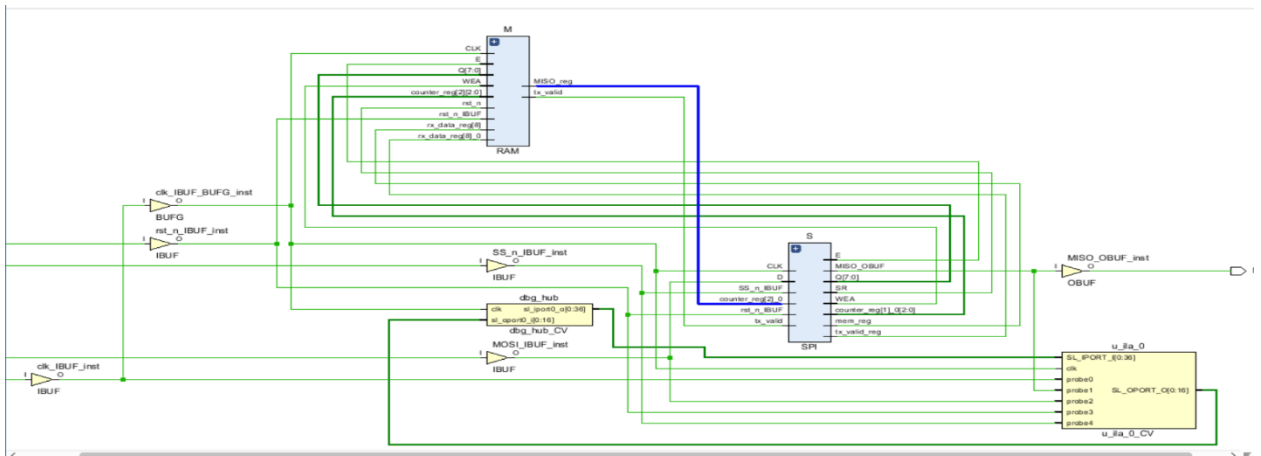 M
CLK
E
Q[7:0]
WEA
counter_reg[2][2:0]
rst_n
rst_n_IBUF
rx_data_reg[8]
rx_data_reg[8]_0
MISO_reg
tx_valid
RAM
clk_IBUF_BUFG_inst
I
O
BUFG
rst_n_IBUF_inst
I
O
IBUF
SS_n_IBUF_inst
I
O
IBUF
dbg_hub
clk
sl_iport0_o[0:36]
sl_oport0_i[0:16]
dbg_hub_CV
MOSI_IBUF_inst
I
O
IBUF
clk_IBUF_inst
I
O
IBUF
S
CLK
D
SS_n_IBUF
counter_reg[2]_0
rst_n_IBUF
tx_valid
E
MISO_OBUF
Q[7:0]
SR
WEA
counter_reg[1]_0[2:0]
mem_reg
tx_valid_reg
SPI
MISO_OBUF_inst
I
O
OBUF
u_ila_0
SL_IPORT_I[0:36]
clk
probe0
probe1
SL_OPORT_O[0:16]
probe2
probe3
probe4
u_ila_0_CV